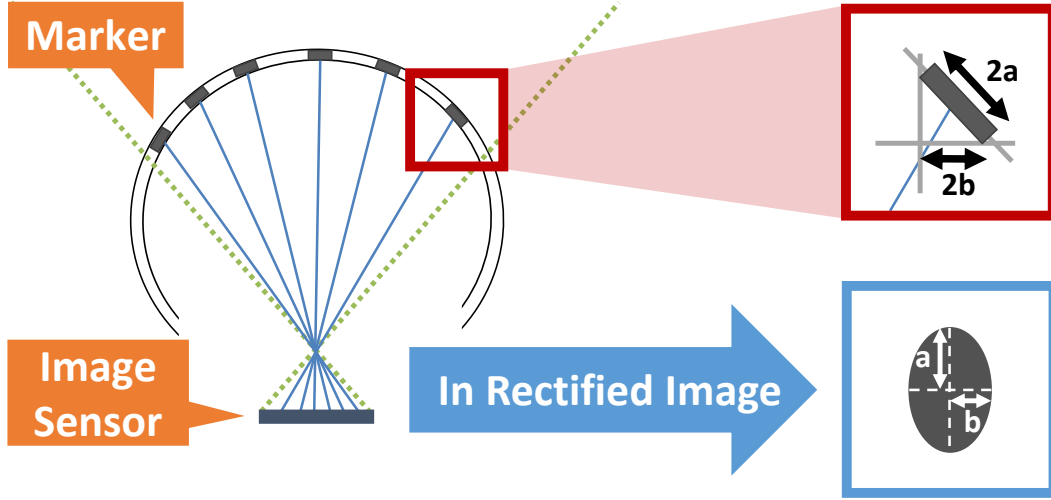 Marker
2a
2b
Image
Sensor
In Rectified Image
a
b